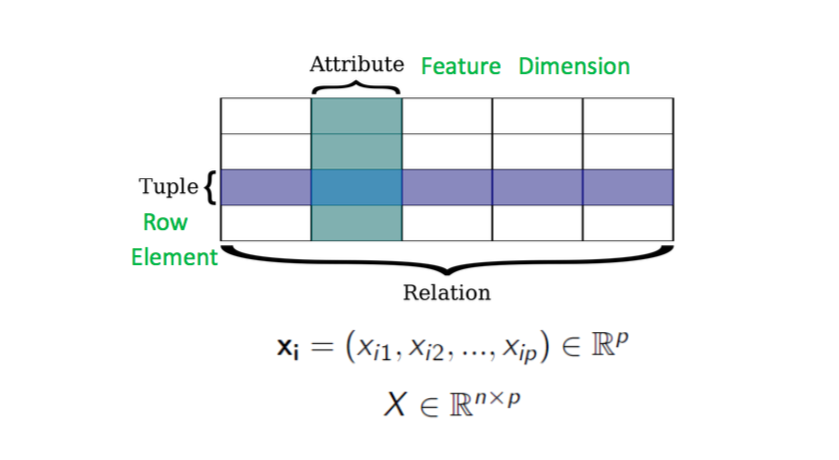 Attribute Feature Dimension
Tuple
Row
Element
Relation
𝐱ᵢ = (xᵢ₁, xᵢ₂, ..., xᵢₚ) ∈ ℝᵖ
X ∈ ℝⁿˣᵖ